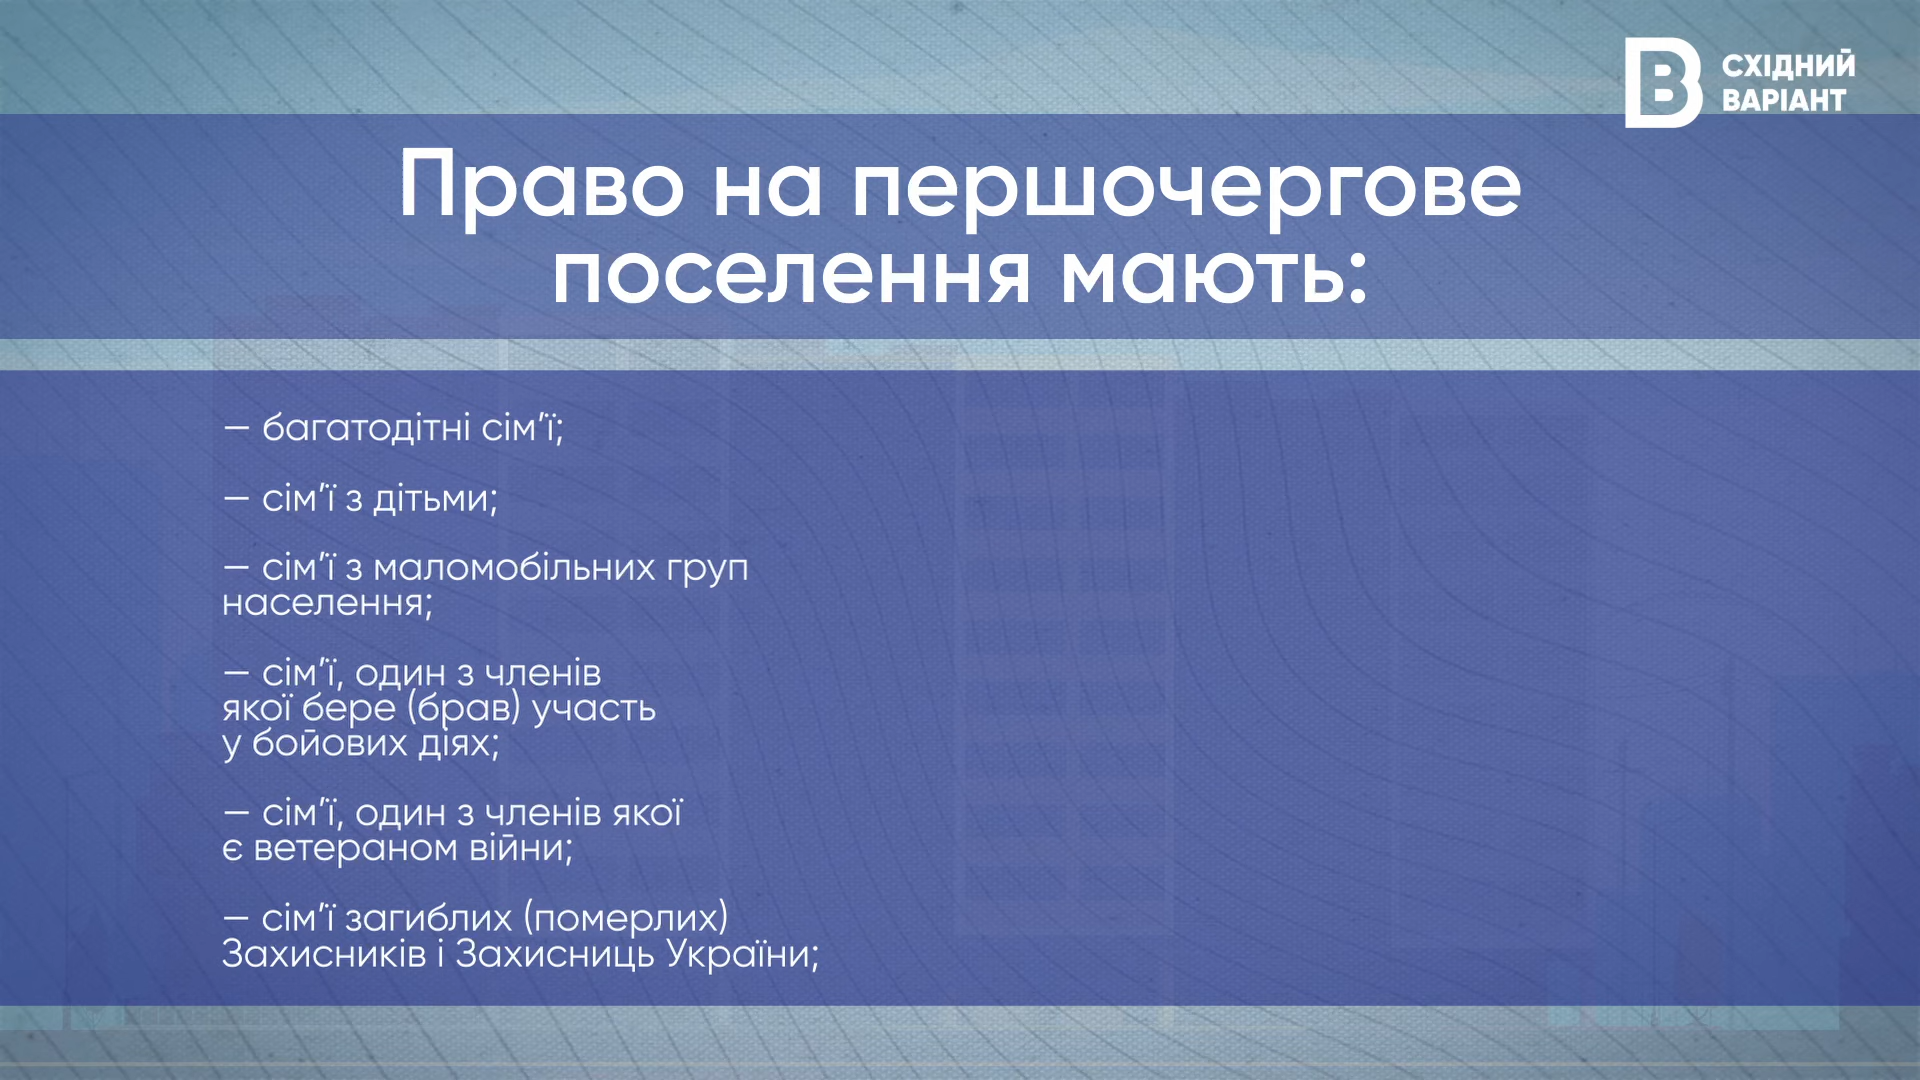 СХІДНИЙ
ВАРІАНТ
Право на першочергове
поселення мають:
— багатодітні сім’ї;
— сім’ї з дітьми;
— сім’ї з маломобільних груп
населення;
— сім’ї, один з членів
якої бере (брав) участь
у бойових діях;
— сім’ї, один з членів якої
є ветераном війни;
— сім’ї загиблих (померлих)
Захисників і Захисниць України;